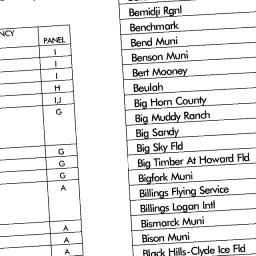 NCY
PANEL
I
I
I
H
I,J
G
G
G
G
A
A
A
A
Bemidji Rgnl
Benchmark
Bend Muni
Benson Muni
Bert Mooney
Beulah
Big Horn County
Big Muddy Ranch
Big Sandy
Big Sky Fld
Big Timber At Howard Fld
Bigfork Muni
Billings Flying Service
Billings Logan Intl
Bismarck Muni
Bison Muni
Black Hills-Clyde Ice Fld